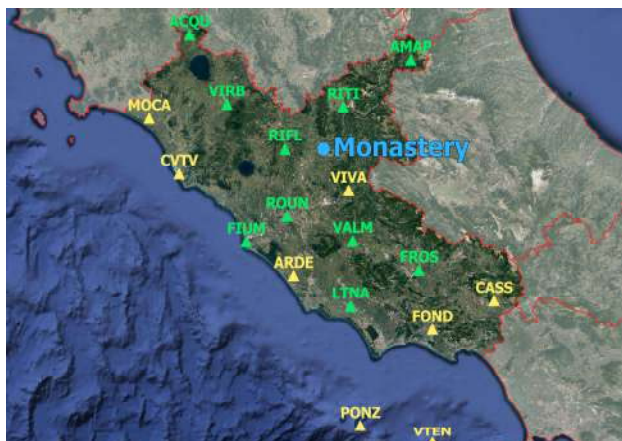 ACQU
AMAP
VIRB
RITI
MOCA
RIFL
Monastery
CVTV
VIVA
ROUN
FIUM
VALM
ARDE
FROS
LTNA
CASS
FOND
PONZ
VTEN